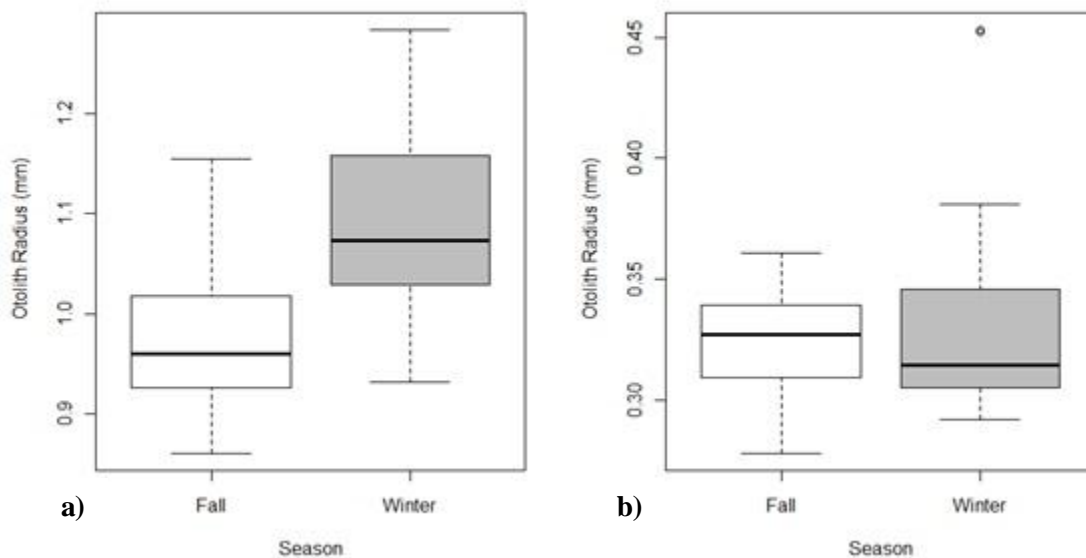 Otolith Radius (mm)
1.2
1.1
1.0
0.9
Fall
Winter
Season
a)
Otolith Radius (mm)
0.45
0.40
0.35
0.30
Fall
Winter
Season
b)